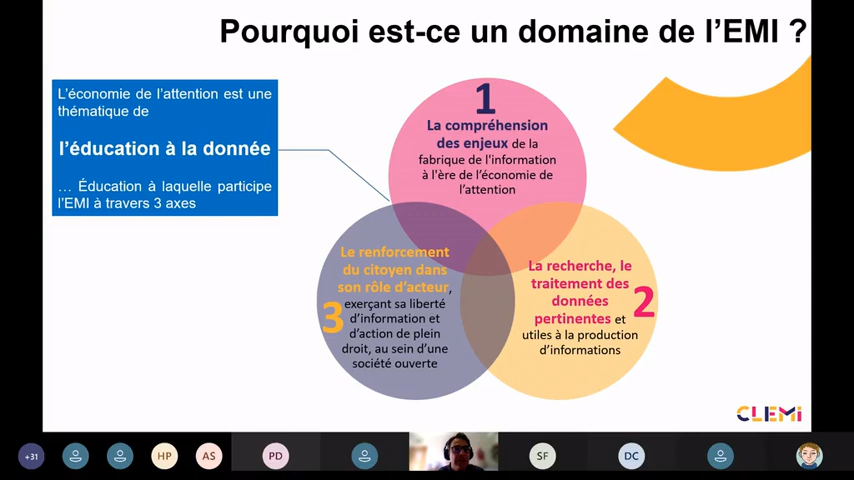 Pourquoi est-ce un domaine de l'EMI ?
L'économie de l'attention est une
thématique de
l'éducation à la donnée
… Éducation à laquelle participe
l'EMI à travers 3 axes
1
La compréhension
des enjeux de la
fabrique de l'information
à l'ère de l'économie de
l'attention
Le renforcement
du citoyen dans
son rôle d'acteur,
exerçant sa liberté
d'information et
d'action de plein
droit, au sein d'une
société ouverte
3
La recherche, le
traitement des
données
pertinentes et
utiles à la production
d'informations
2
CLEMI
+31
HP
AS
PD
SF
DC